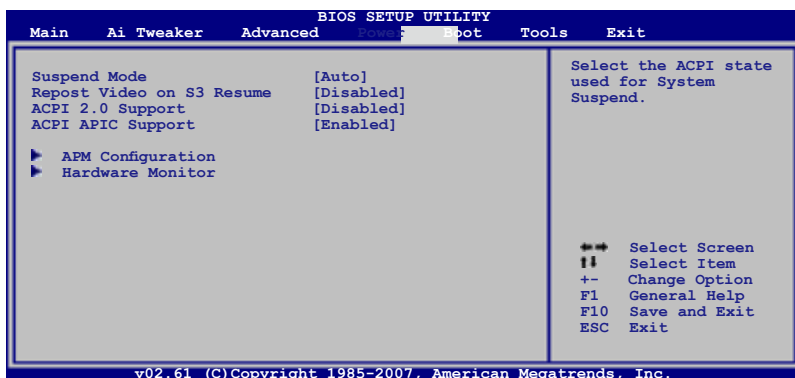 BIOS SETUP UTILITY
Main Ai Tweaker Advanced Power Boot Tools Exit
Suspend Mode [Auto]
Repost Video on S3 Resume [Disabled]
ACPI 2.0 Support [Disabled]
ACPI APIC Support [Enabled]
APM Configuration
Hardware Monitor
Select the ACPI state
used for System
Suspend.
Select Screen
Select Item
+- Change Option
F1 General Help
F10 Save and Exit
ESC Exit
v02.61 (C)Copyright 1985-2007, American Megatrends, Inc.